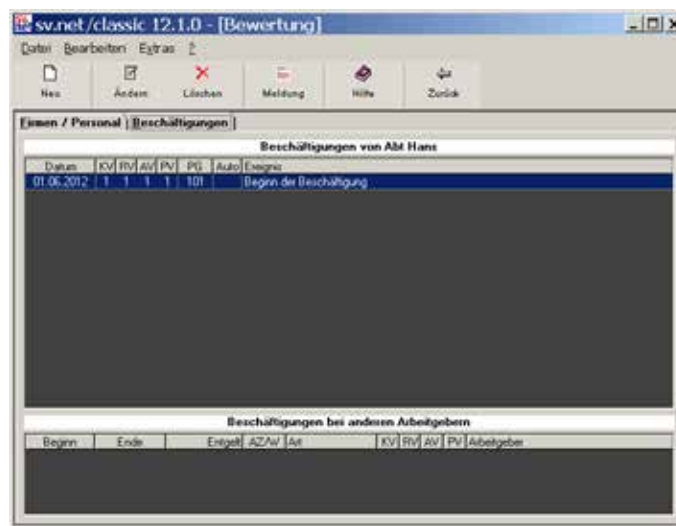 sv.net/classic 12.1.0 - [Bewertung]
Datei Bearbeiten Extras ?
Neu Ändern Löschen Meldung Hilfe Zurück
Firmen / Personal Beschäftigungen
Beschäftigungen von Abt Hans
Datum KV RV AV PV PG Auto Ereignis
01.06.2012 1 1 1 1 101 Beginn der Beschäftigung
Beschäftigungen bei anderen Arbeitgebern
Beginn Ende Entgelt AZ/W Art KV RV AV PV Arbeitgeber